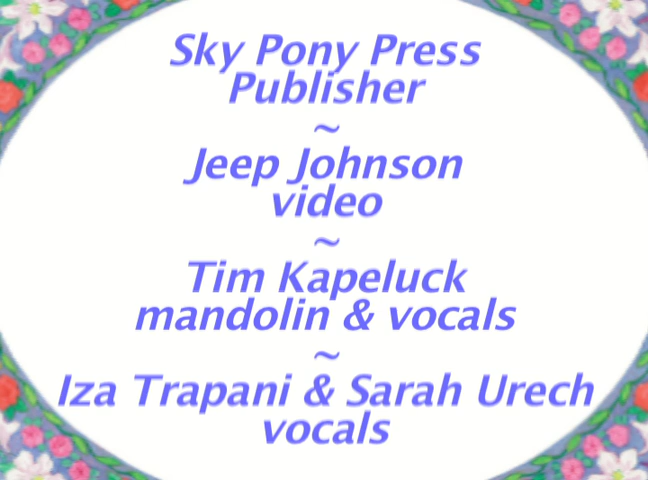 Sky Pony Press
Publisher
~
Jeep Johnson
video
~
Tim Kapeluck
mandolin & vocals
~
Iza Trapani & Sarah Urech
vocals